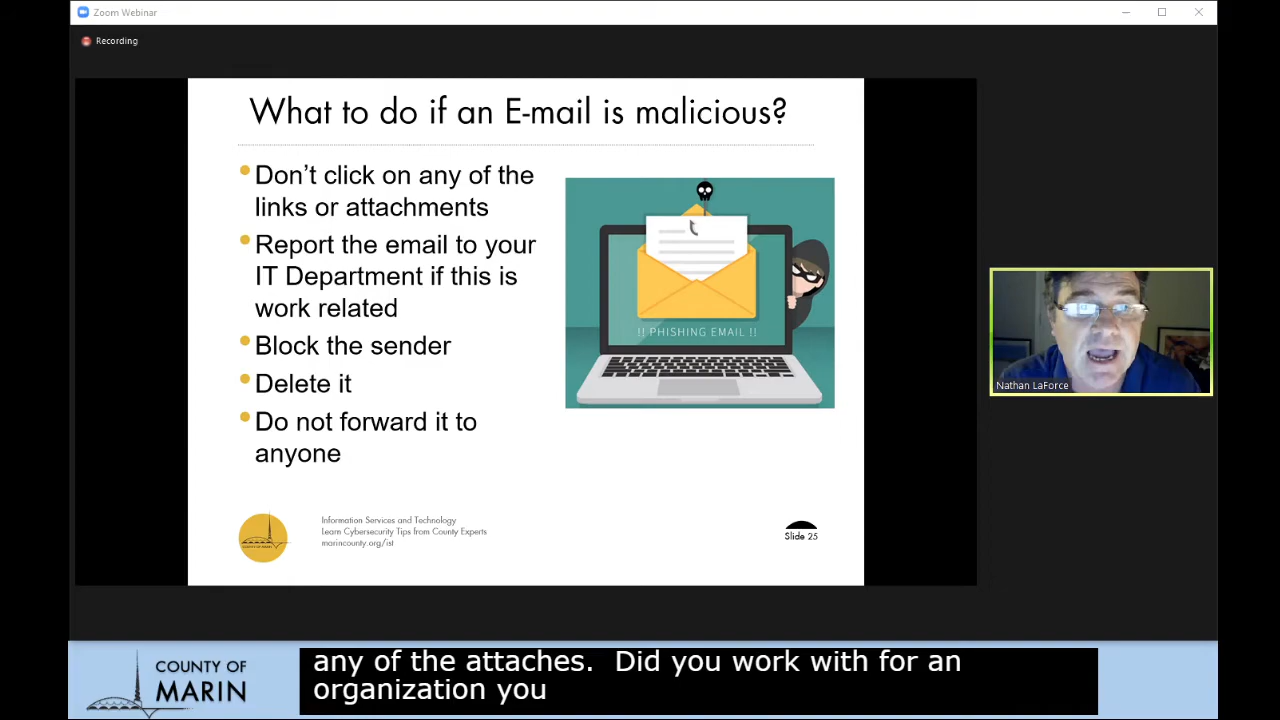 Zoom Webinar
Recording
What to do if an E-mail is malicious?
Don’t click on any of the
links or attachments
Report the email to your
IT Department if this is
work related
Block the sender
Delete it
Do not forward it to
anyone
!! PHISHING EMAIL !!
Nathan LaForce
COUNTY OF MARIN
Information Services and Technology
Learn Cybersecurity Tips from County Experts
marincounty.org/ist
Slide 25
COUNTY OF
MARIN
any of the attaches.  Did you work with for an
organization you